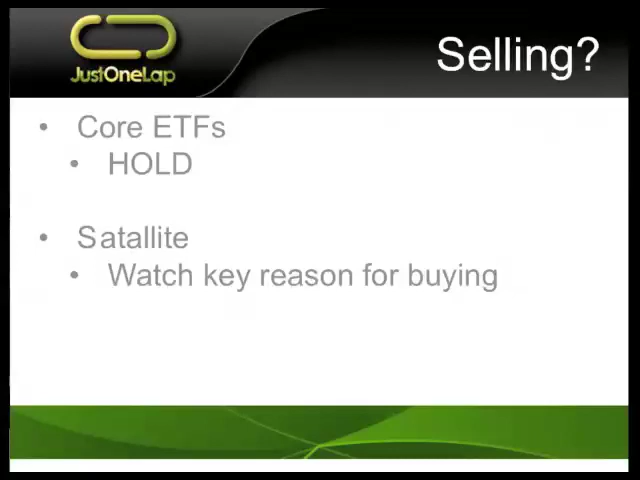 JustOneLap
Selling?
• Core ETFs
• HOLD
• Satallite
• Watch key reason for buying